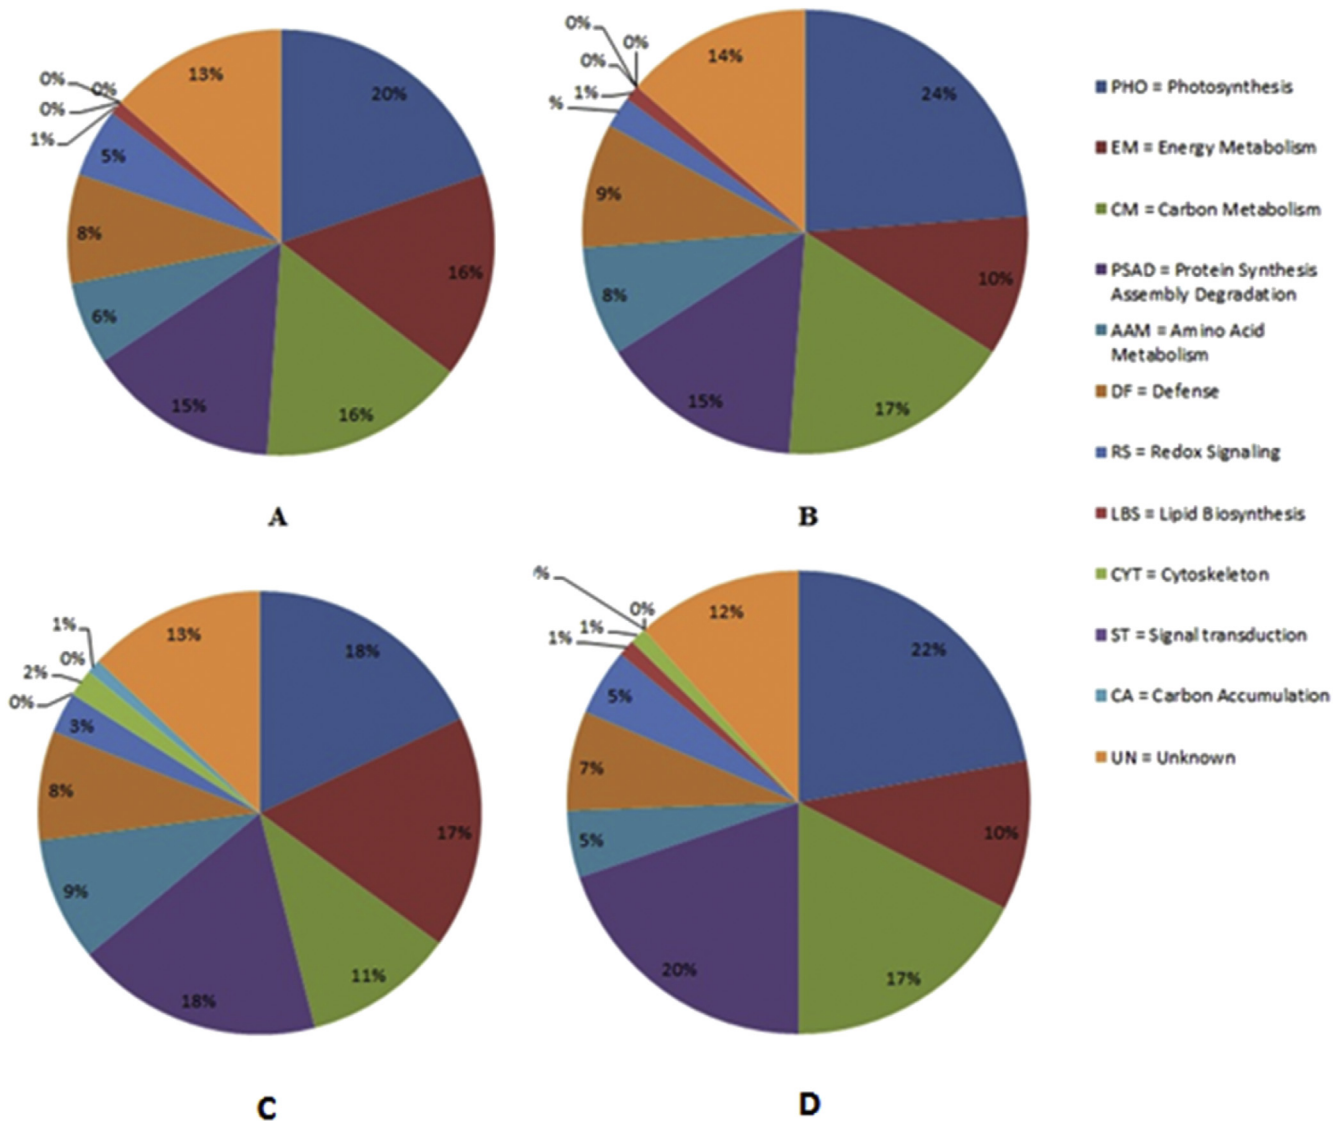 20%
16%
16%
15%
6%
8%
5%
1%
0%
0%
0%
13%
A
24%
10%
17%
15%
8%
9%
%
1%
0%
0%
0%
14%
B
18%
17%
11%
18%
9%
8%
3%
0%
2%
0%
1%
13%
C
22%
10%
17%
20%
5%
7%
5%
1%
1%
0%
%
12%
D
PHO = Photosynthesis
EM = Energy Metabolism
CM = Carbon Metabolism
PSAD = Protein Synthesis
Assembly Degradation
AAM = Amino Acid
Metabolism
DF = Defense
RS = Redox Signaling
LBS = Lipid Biosynthesis
CYT = Cytoskeleton
ST = Signal transduction
CA = Carbon Accumulation
UN = Unknown